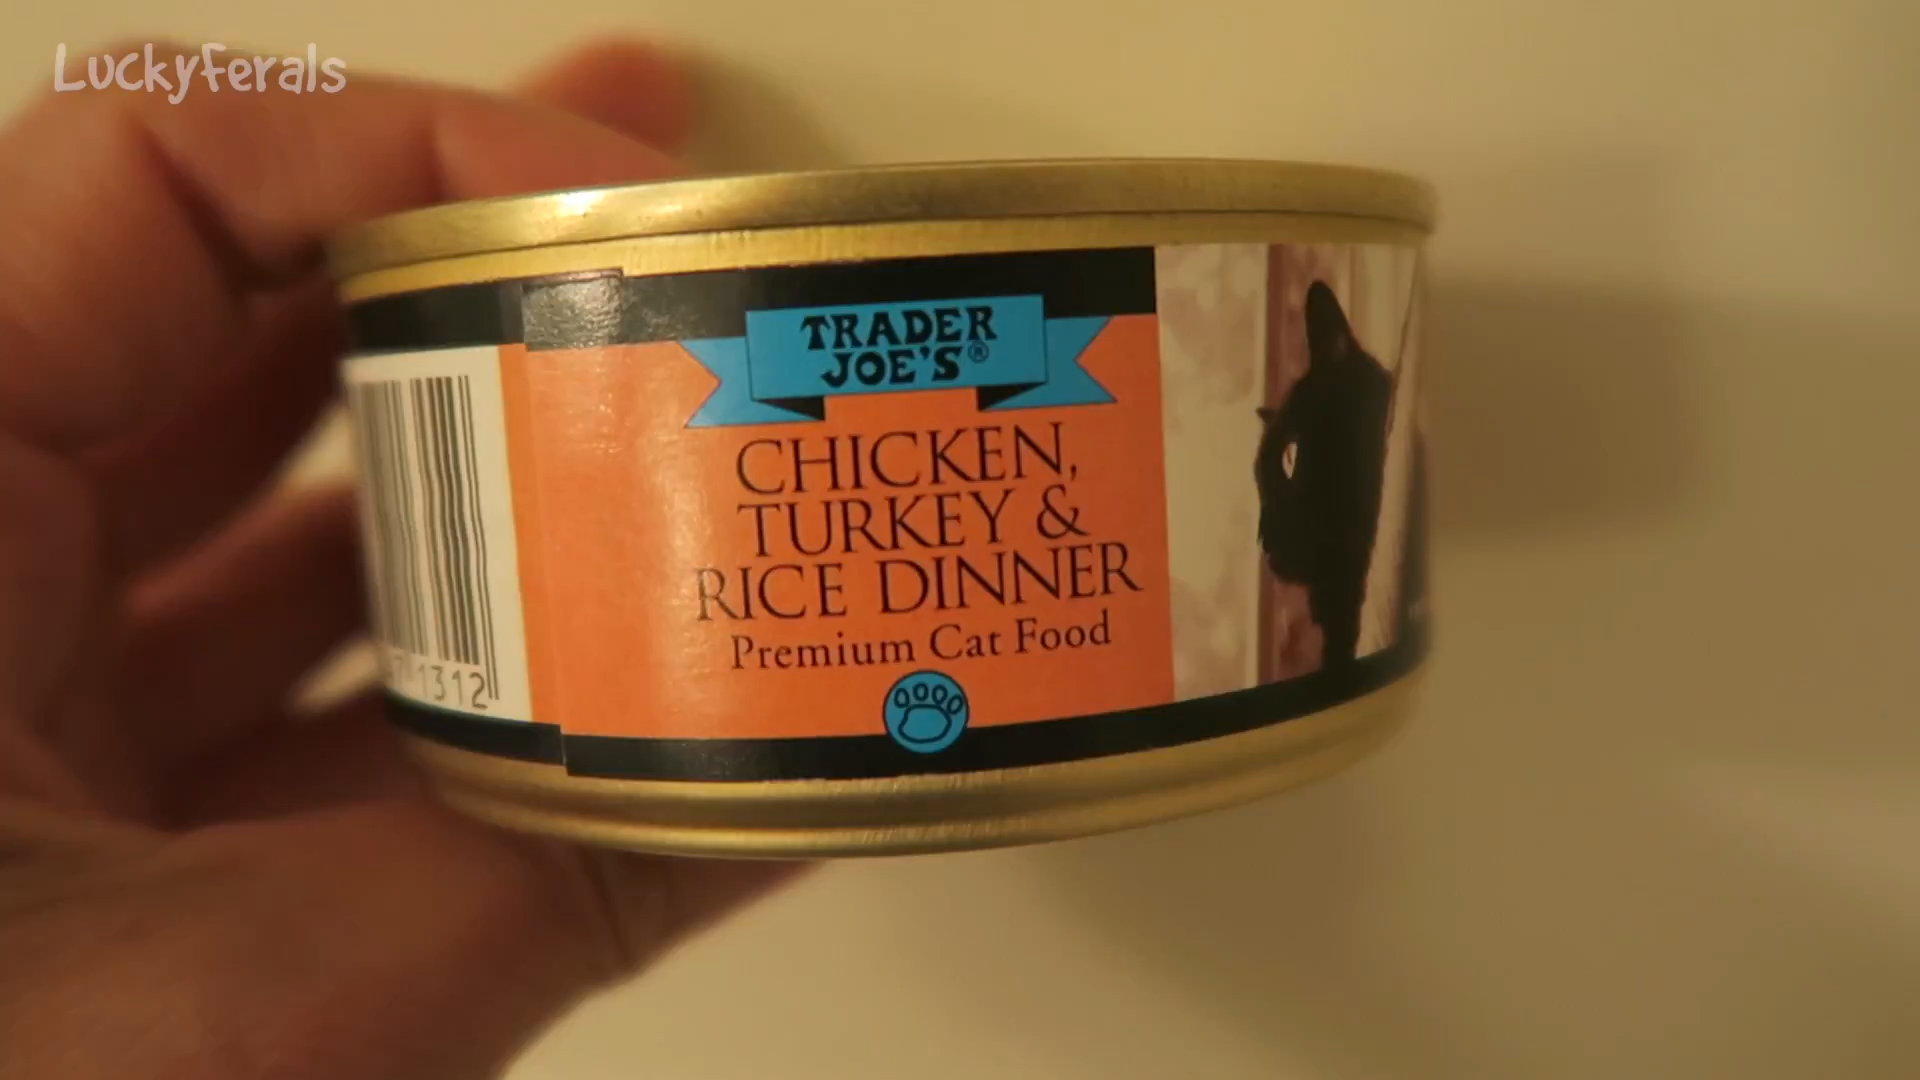 LuckyFerals
TRADER
JOE'S®
CHICKEN,
TURKEY &
RICE DINNER
Premium Cat Food
1312